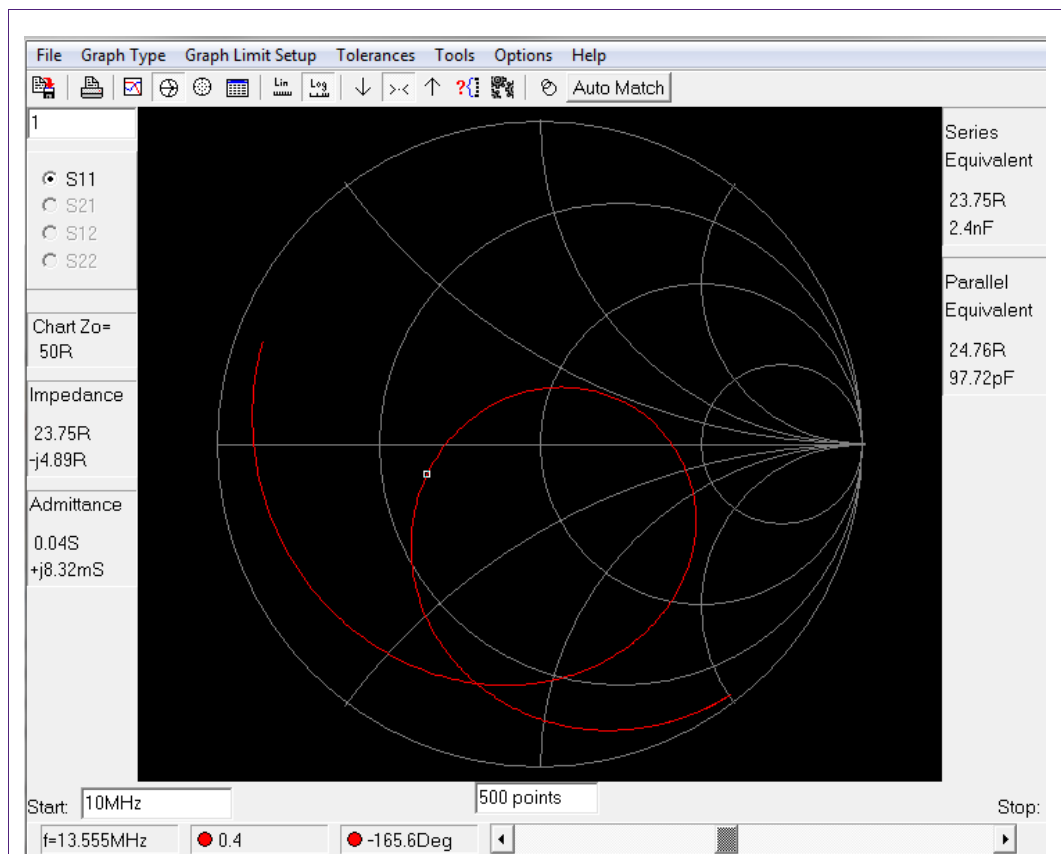 File Graph Type Graph Limit Setup Tolerances Tools Options Help
Lin Log ?{ Auto Match
1
S11
S21
S12
S22
Chart Zo=
50R
Impedance
23.75R
-j4.89R
Admittance
0.04S
+j8.32mS
Series
Equivalent
23.75R
2.4nF
Parallel
Equivalent
24.76R
97.72pF
Start: 10MHz 500 points Stop:
f=13.555MHz 0.4 -165.6Deg